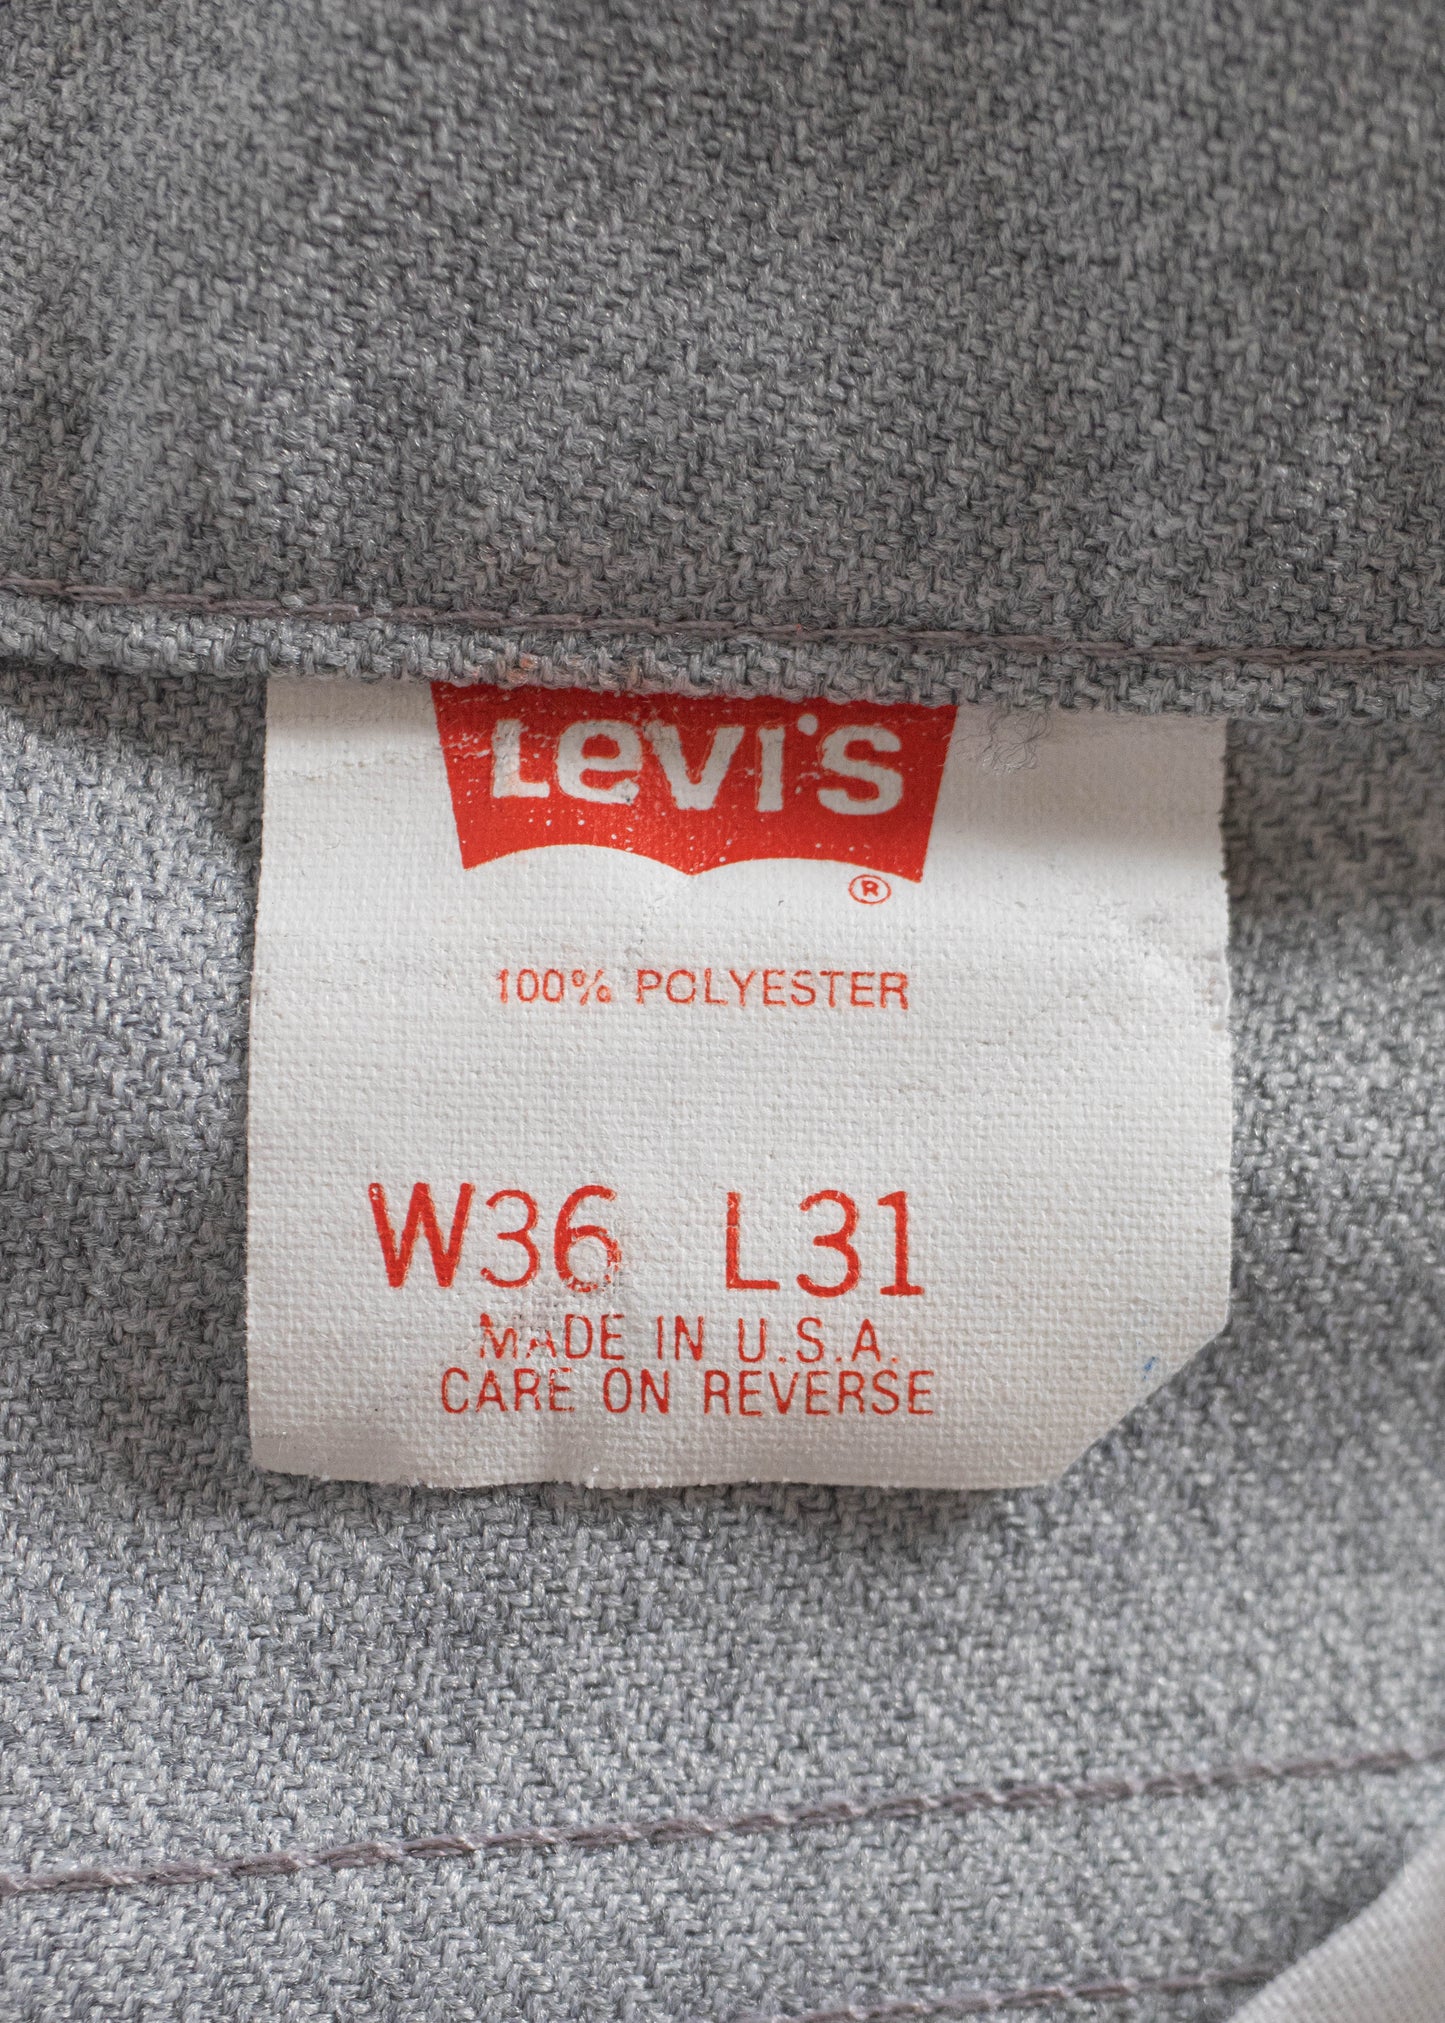 Levi's
®
100% POLYESTER
W36 L31
MADE IN U.S.A.
CARE ON REVERSE